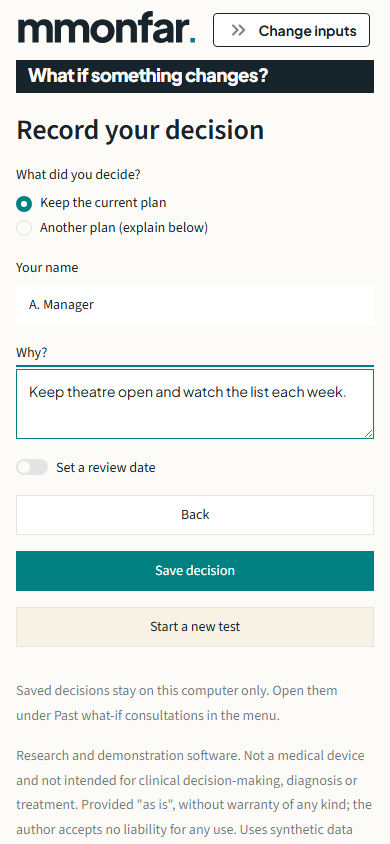 mmonfar.
Change inputs
What if something changes?
Record your decision
What did you decide?
Keep the current plan
Another plan (explain below)
Your name
A. Manager
Why?
Keep theatre open and watch the list each week.
Set a review date
Back
Save decision
Start a new test
Saved decisions stay on this computer only. Open them
under Past what-if consultations in the menu.
Research and demonstration software. Not a medical device
and not intended for clinical decision-making, diagnosis or
treatment. Provided "as is", without warranty of any kind; the
author accepts no liability for any use. Uses synthetic data